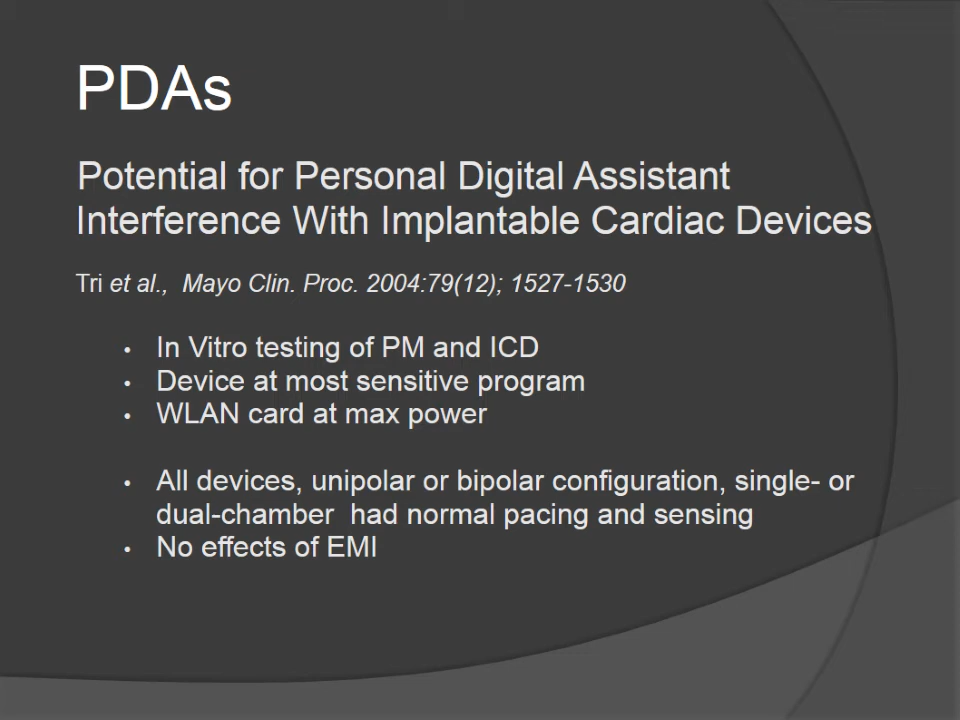 PDAs
Potential for Personal Digital Assistant
Interference With Implantable Cardiac Devices
Tri et al., Mayo Clin. Proc. 2004:79(12); 1527-1530
• In Vitro testing of PM and ICD
• Device at most sensitive program
• WLAN card at max power
• All devices, unipolar or bipolar configuration, single- or
dual-chamber had normal pacing and sensing
• No effects of EMI